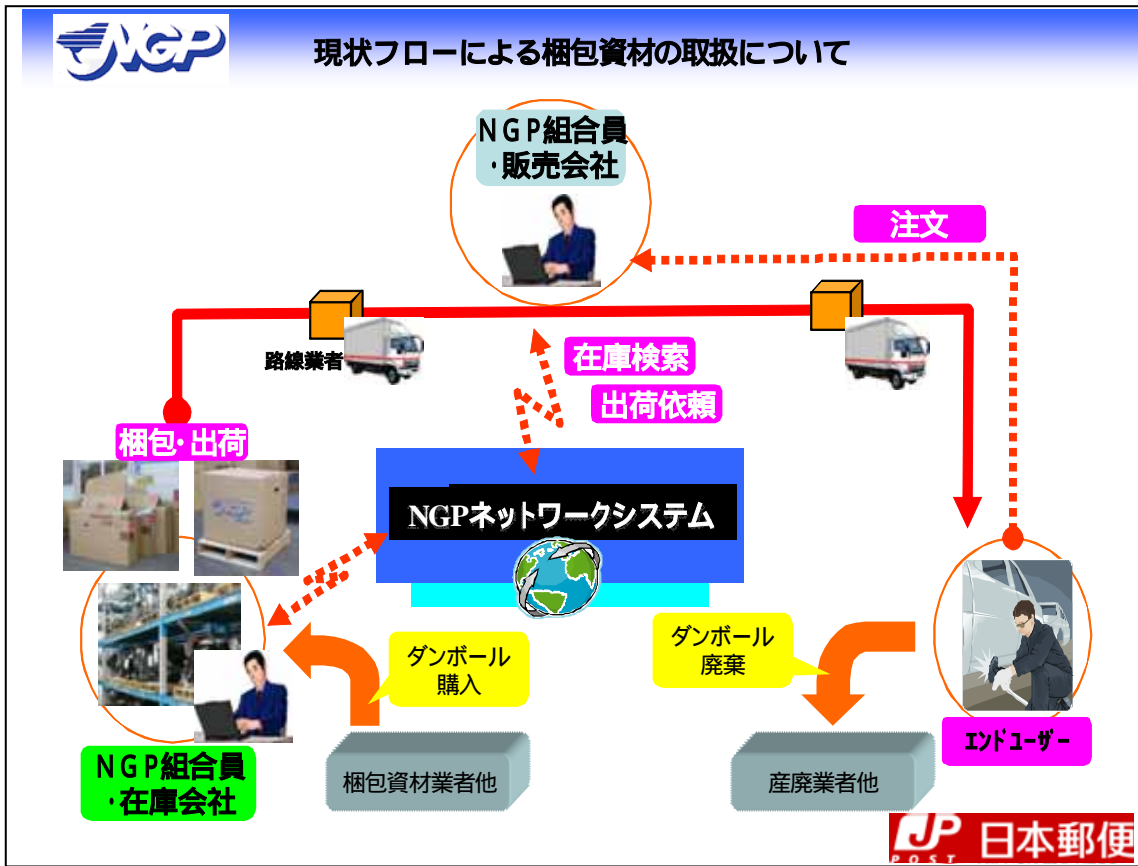 NGP
現状フローによる梱包資材の取扱について
NGP組合員
・販売会社
注文
路線業者
在庫検索
出荷依頼
梱包・出荷
NGP
NGPネットワークシステム
ダンボール
購入
ダンボール
廃棄
NGP組合員
・在庫会社
梱包資材業者他
産廃業者他
ｴﾝﾄﾞﾕｰｻﾞｰ
JP
POST
日本郵便